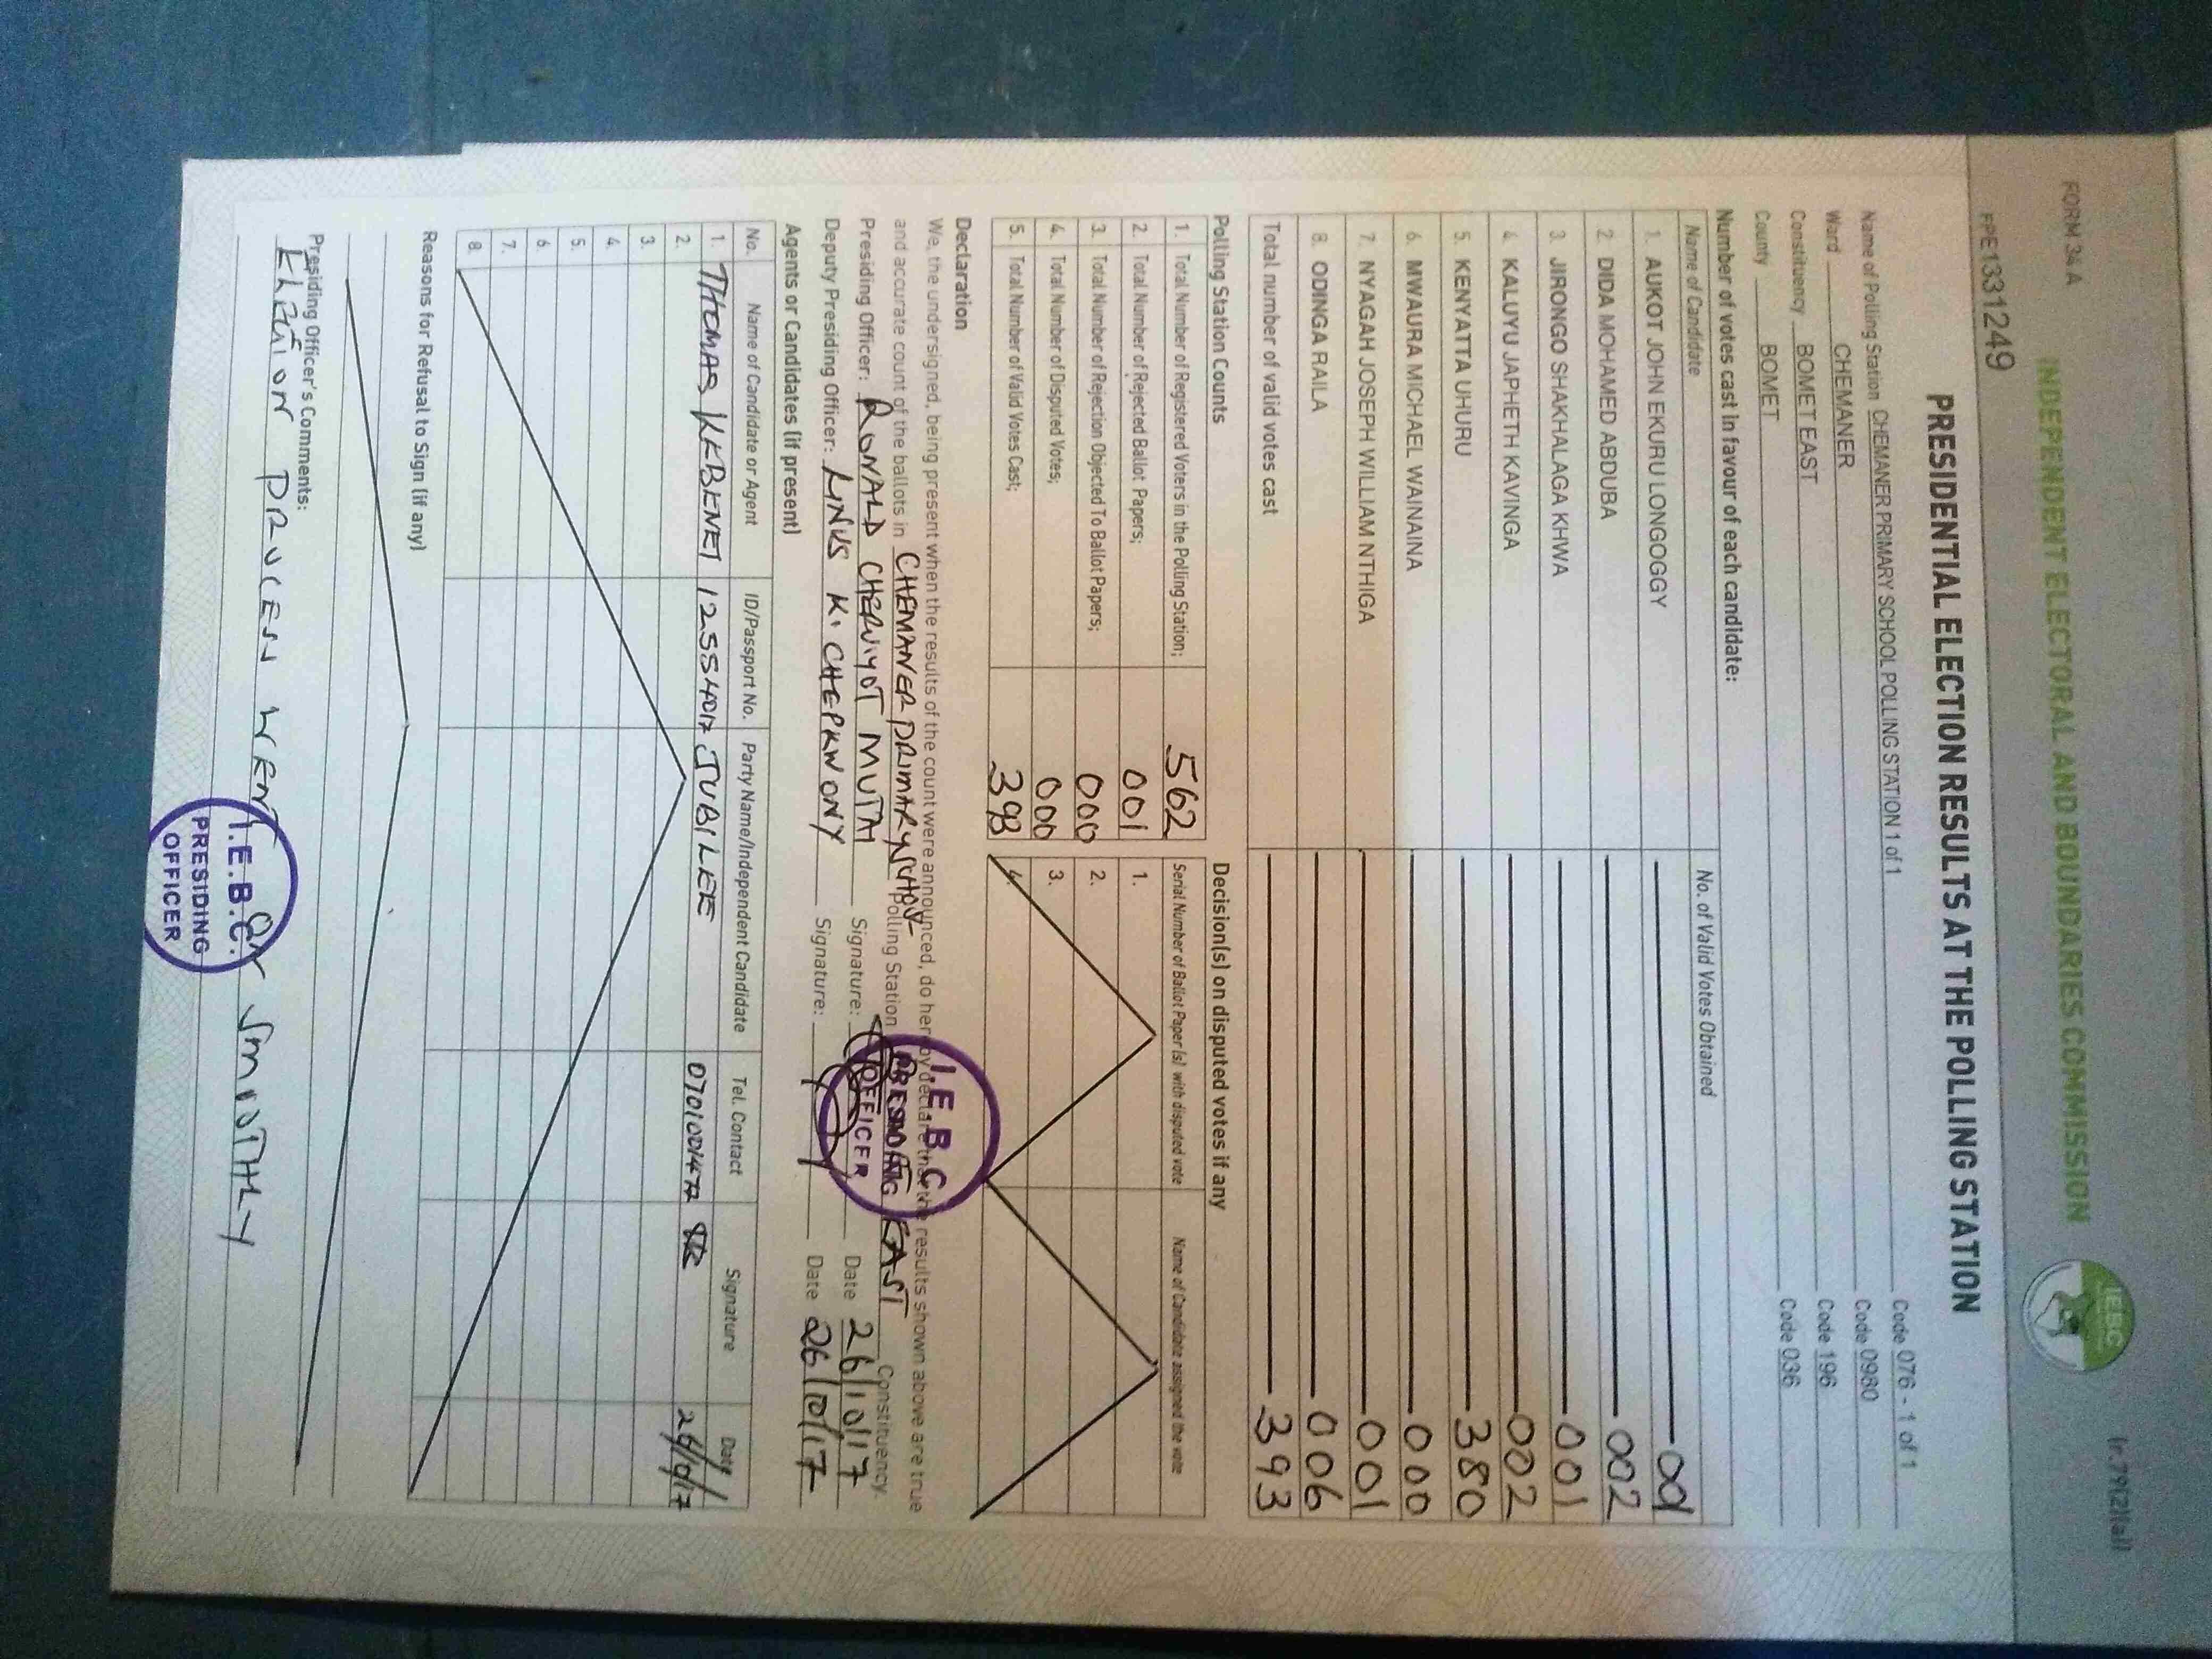 FORM 34 A
INDEPENDENT ELECTORAL AND BOUNDARIES COMMISSION
IEBC
FPE1331249
PRESIDENTIAL ELECTION RESULTS AT THE POLLING STATION
Name of Polling Station CHEMANER PRIMARY SCHOOL POLLING STATION 1 of 1 Code 076 - 1 of 1
Ward CHEMANER Code 0980
Constituency BOMET EAST Code 196
County BOMET Code 036
Number of votes cast in favour of each candidate:
Name of Candidate No. of Valid Votes Obtained
1. AUKOT JOHN EKURU LONGOGGY 001
2. DIDA MOHAMED ABDUBA 002
3. JIRONGO SHAKHALAGA KHWA 001
4. KALUYU JAPHETH KAVINGA 002
5. KENYATTA UHURU 380
6. MWAURA MICHAEL WAINAINA 000
7. NYAGAH JOSEPH WILLIAM NTHIGA 001
8. ODINGA RAILA 006
Total number of valid votes cast 393
Polling Station Counts Decision(s) on disputed votes if any
1. Total Number of Registered Voters in the Polling Station; 562 Serial Number of Ballot Paper (s) with disputed vote Name of Candidate assigned the vote
2. Total Number of Rejected Ballot Papers; 001 1.
3. Total Number of Rejection Objected To Ballot Papers; 000 2.
4. Total Number of Disputed Votes; 000 3.
5. Total Number of Valid Votes Cast; 393 4.
Declaration
We, the undersigned, being present when the results of the count were announced, do hereby declare that the results shown above are true
and accurate count of the ballots in CHEMANER PRIMARY Polling Station EAST Constituency.
Presiding Officer: RONALD CHERUIYOT MUTAI Signature: Date 26/10/17
Deputy Presiding Officer: LINUS K. CHEPKWONY Signature: Date 26/10/17
I.E.B.C
PRESIDING
OFFICER
Agents or Candidates (if present)
No. Name of Candidate or Agent ID/Passport No. Party Name/Independent Candidate Tel. Contact Signature Date
1. THOMAS 12554017 JUBILEE 0701001472 26/10/17
2.
3.
4.
5.
6.
7.
8.
Reasons for Refusal to Sign (if any)
Presiding Officer's Comments:
PROCESS WENT ON SMOOTHLY
I.E.B.C.
PRESIDING
OFFICER